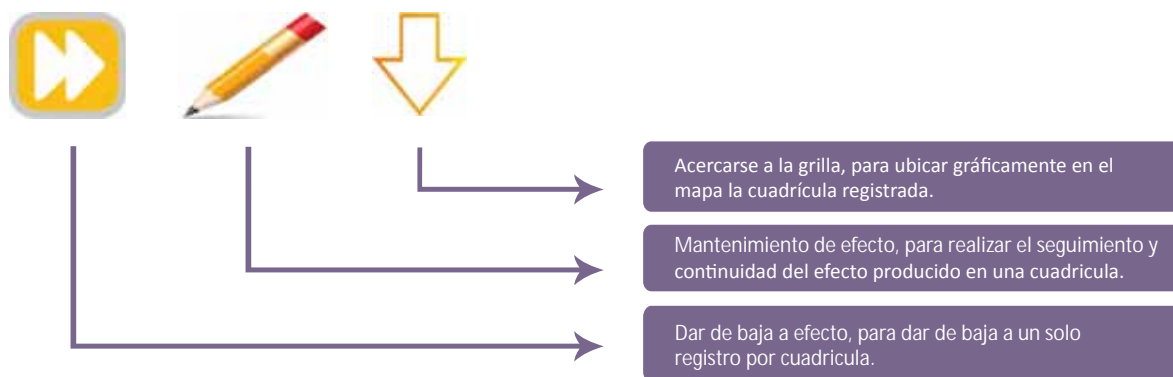 Acercarse a la grilla, para ubicar gráficamente en el
mapa la cuadrícula registrada.
Mantenimiento de efecto, para realizar el seguimiento y
continuidad del efecto producido en una cuadricula.
Dar de baja a efecto, para dar de baja a un solo
registro por cuadricula.